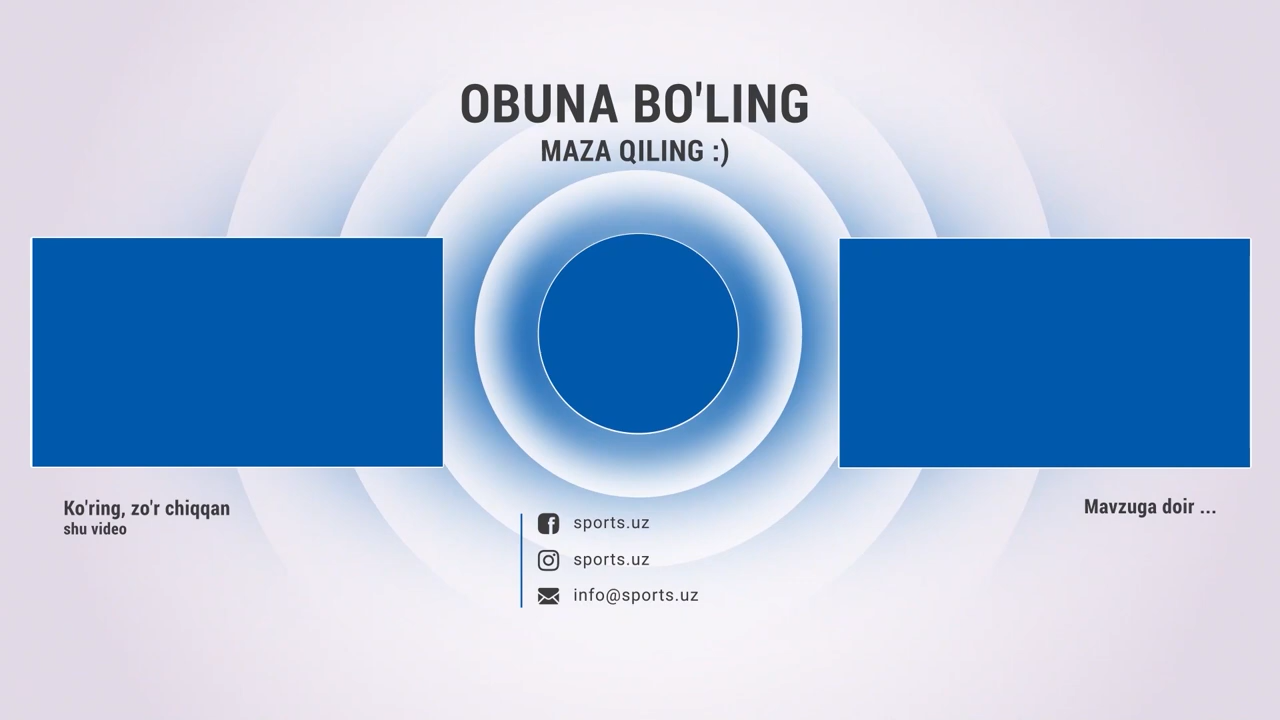 OBUNA BO'LING
MAZA QILING :)
Ko'ring, zo'r chiqqan
shu video
Mavzuga doir ...
sports.uz
sports.uz
info@sports.uz